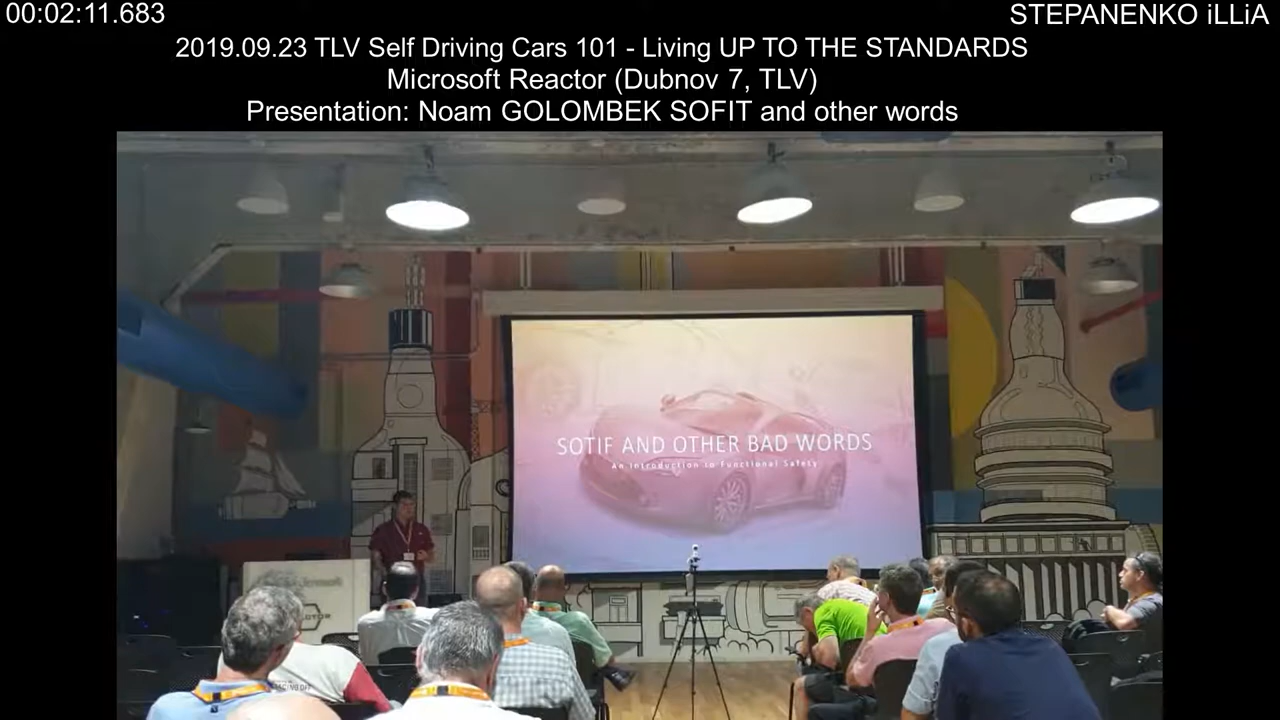 00:02:11.683
STEPANENKO iLLiA
2019.09.23 TLV Self Driving Cars 101 - Living UP TO THE STANDARDS
Microsoft Reactor (Dubnov 7, TLV)
Presentation: Noam GOLOMBEK SOFIT and other words
SOTIF AND OTHER BAD WORDS
An Introduction to Functional Safety